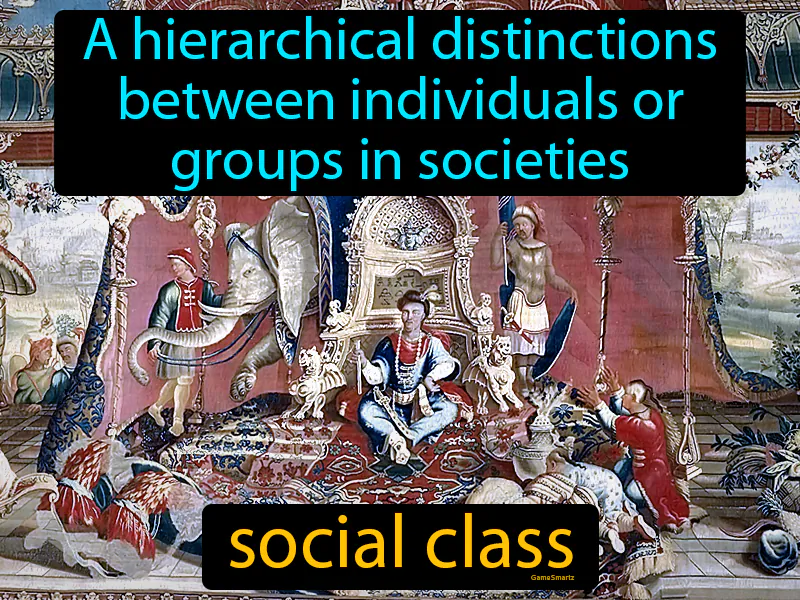 A hierarchical distinctions
between individuals or
groups in societies
social class
GameSmartz